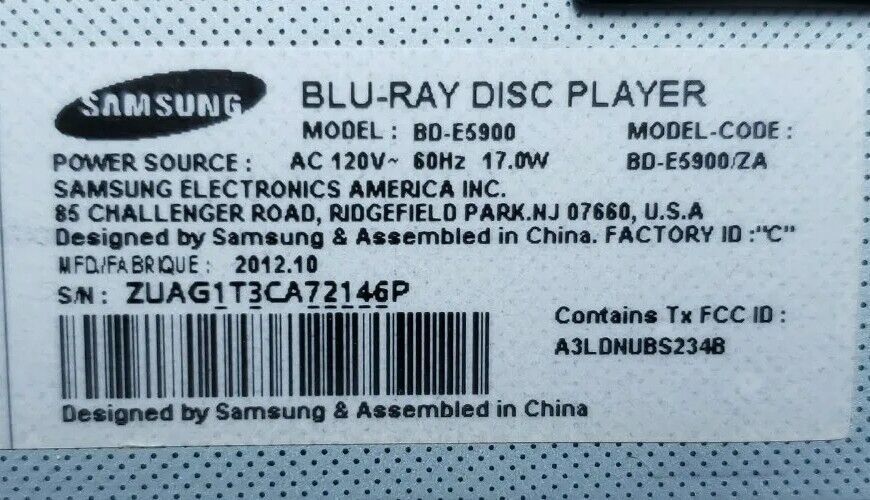 SAMSUNG
BLU-RAY DISC PLAYER
MODEL : BD-E5900 MODEL-CODE :
POWER SOURCE : AC 120V~ 60Hz 17.0W BD-E5900/ZA
SAMSUNG ELECTRONICS AMERICA INC.
85 CHALLENGER ROAD, RIDGEFIELD PARK.NJ 07660, U.S.A
Designed by Samsung & Assembled in China. FACTORY ID :"C"
MFD/FABRIQUE : 2012.10
S/N : ZUAG1T3CA72146P
Contains Tx FCC ID :
A3LDNUBS234B
Designed by Samsung & Assembled in China